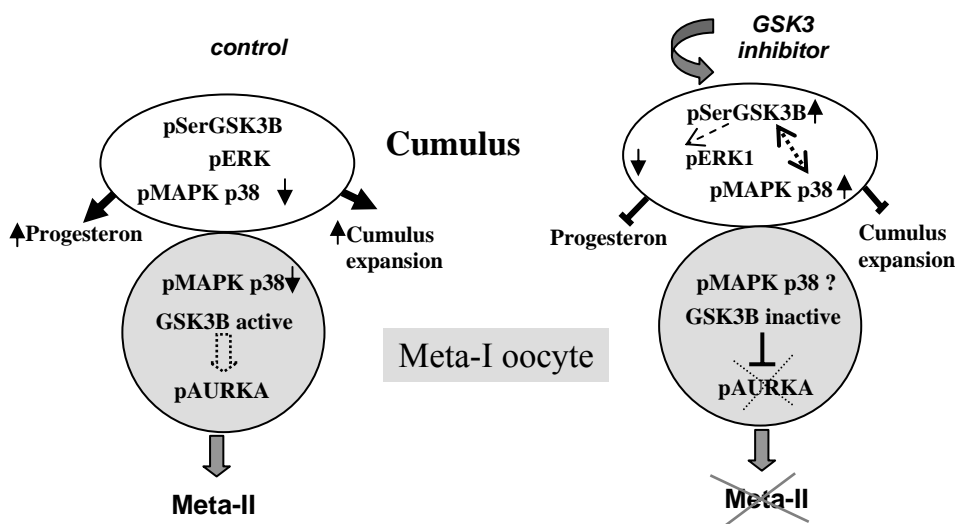 control
pSerGSK3B
pERK
pMAPK p38
Progesteron
Cumulus
expansion
pMAPK p38
GSK3B active
pAURKA
Meta-II
Cumulus
Meta-I oocyte
GSK3
inhibitor
pSerGSK3B
pERK1
pMAPK p38
Progesteron
Cumulus
expansion
pMAPK p38 ?
GSK3B inactive
pAURKA
Meta-II